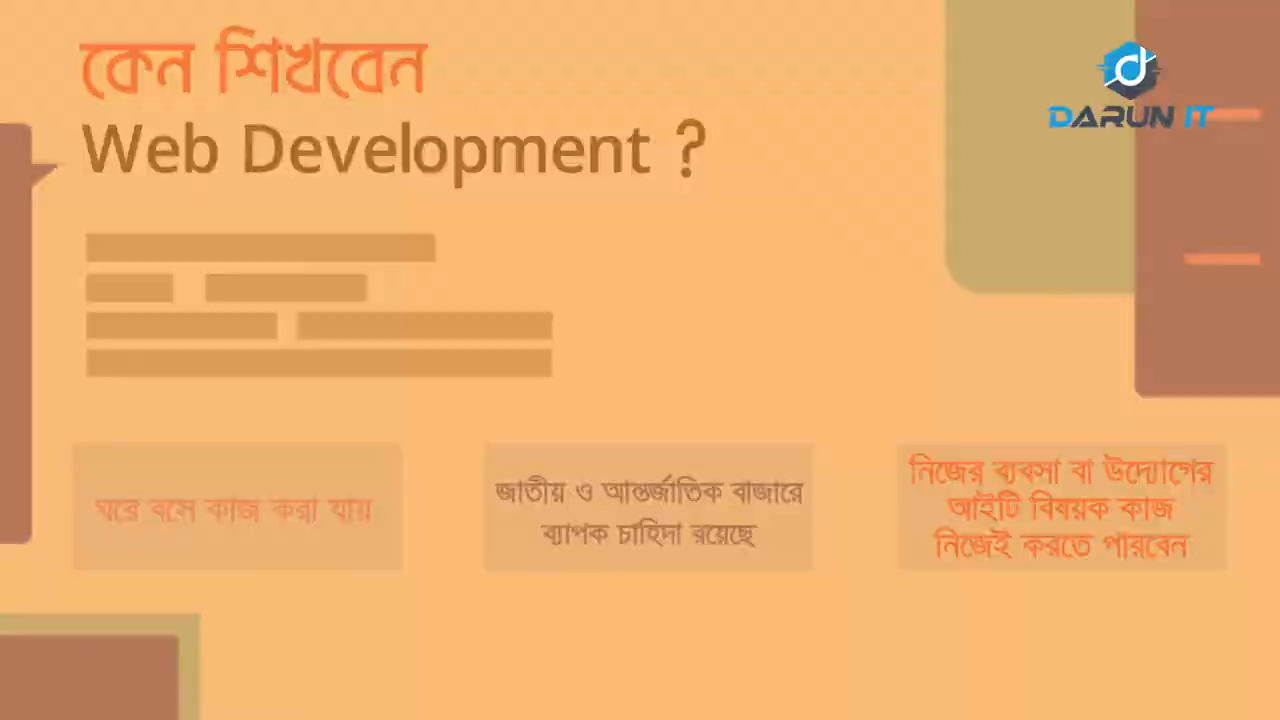 কেন শিখবেন
DARUN IT
Web Development ?
ঘরে বসে কাজ করা যায়
জাতীয় ও আন্তর্জাতিক বাজারে
ব্যাপক চাহিদা রয়েছে
নিজের ব্যবসা বা উদ্যোগের
আইটি বিষয়ক কাজ
নিজেই করতে পারবেন